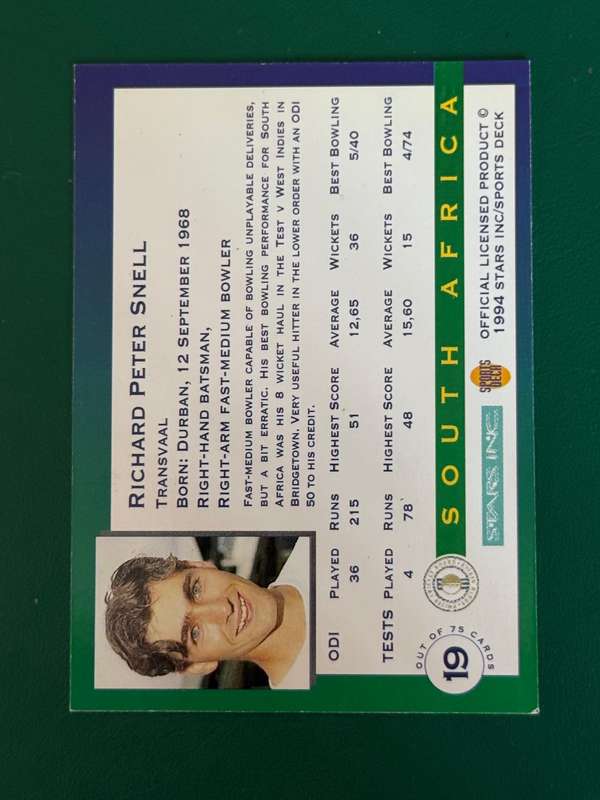 RICHARD PETER SNELL
TRANSVAAL
BORN: DURBAN, 12 SEPTEMBER 1968
RIGHT-HAND BATSMAN,
RIGHT-ARM FAST-MEDIUM BOWLER
FAST-MEDIUM BOWLER CAPABLE OF BOWLING UNPLAYABLE DELIVERIES,
BUT A BIT ERRATIC. HIS BEST BOWLING PERFORMANCE FOR SOUTH
AFRICA WAS HIS 8 WICKET HAUL IN THE TEST V WEST INDIES IN
BRIDGETOWN. VERY USEFUL HITTER IN THE LOWER ORDER WITH AN ODI
50 TO HIS CREDIT.
ODI PLAYED RUNS HIGHEST SCORE AVERAGE WICKETS BEST BOWLING
36 215 51 12,65 36 5/40
TESTS PLAYED RUNS HIGHEST SCORE AVERAGE WICKETS BEST BOWLING
4 78 48 15,60 15 4/74
SOUTH AFRICA
OUT OF 75 CARDS
19
STARS INK
SPORTS
DECK
OFFICIAL LICENSED PRODUCT ©
1994 STARS INC/SPORTS DECK